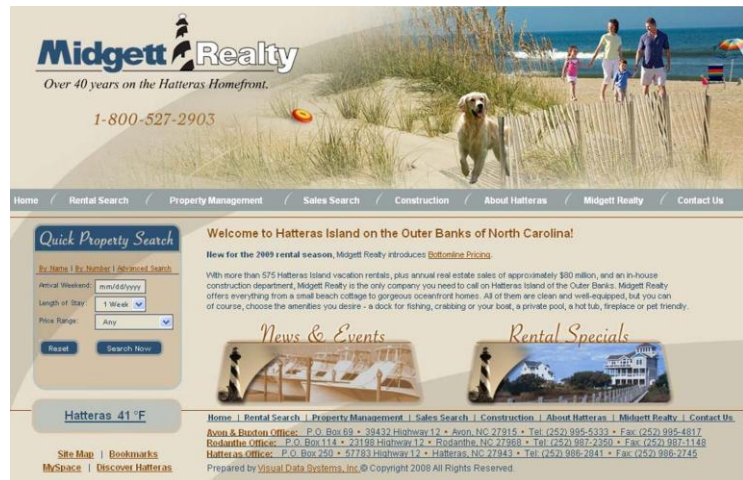 Midgett Realty
Over 40 years on the Hatteras Homefront.
1-800-527-2903
Home / Rental Search / Property Management / Sales Search / Construction / About Hatteras / Midgett Realty / Contact Us
Quick Property Search
By Name | By Number | Advanced Search
Arrival Weekend: mm/dd/yyyy
Length of Stay: 1 Week
Price Range: Any
Reset Search Now
Hatteras 41 °F
Site Map | Bookmarks
MySpace | Discover Hatteras
Welcome to Hatteras Island on the Outer Banks of North Carolina!
New for the 2009 rental season, Midgett Realty introduces Bottomline Pricing.
With more than 575 Hatteras Island vacation rentals, plus annual real estate sales of approximately $80 million, and an in-house
construction department, Midgett Realty is the only company you need to call on Hatteras Island of the Outer Banks. Midgett Realty
offers everything from a small beach cottage to gorgeous oceanfront homes. All of them are clean and well-equipped, but you can
of course, choose the amenities you desire - a dock for fishing, crabbing or your boat, a private pool, a hot tub, fireplace or pet friendly.
News & Events
Rental Specials
Home | Rental Search | Property Management | Sales Search | Construction | About Hatteras | Midgett Realty | Contact Us
Avon & Buxton Office: P.O. Box 69 • 39432 Highway 12 • Avon, NC 27915 • Tel: (252) 995-5333 • Fax: (252) 995-4817
Rodanthe Office: P.O. Box 114 • 23198 Highway 12 • Rodanthe, NC 27968 • Tel: (252) 987-2350 • Fax: (252) 987-1148
Hatteras Office: P.O. Box 250 • 57783 Highway 12 • Hatteras, NC 27943 • Tel: (252) 986-2841 • Fax: (252) 986-2745
Prepared by Visual Data Systems, Inc.© Copyright 2008 All Rights Reserved.